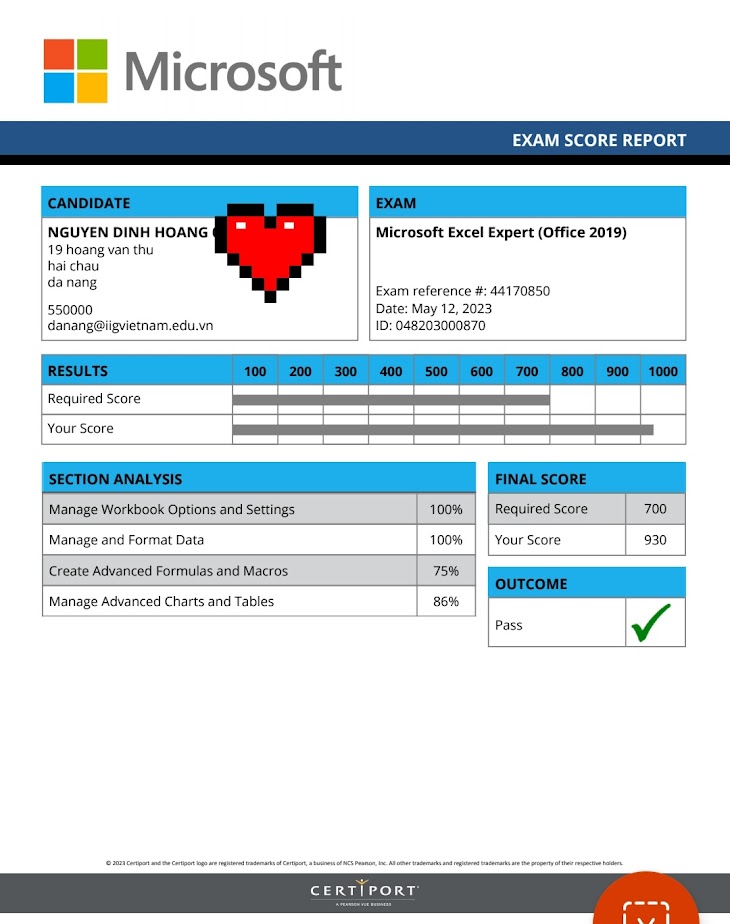 Microsoft
EXAM SCORE REPORT
CANDIDATE
NGUYEN DINH HOANG
19 hoang van thu
hai chau
da nang
550000
danang@iigvietnam.edu.vn
EXAM
Microsoft Excel Expert (Office 2019)
Exam reference #: 44170850
Date: May 12, 2023
ID: 048203000870
RESULTS 100 200 300 400 500 600 700 800 900 1000
Required Score
Your Score
SECTION ANALYSIS
Manage Workbook Options and Settings 100%
Manage and Format Data 100%
Create Advanced Formulas and Macros 75%
Manage Advanced Charts and Tables 86%
FINAL SCORE
Required Score 700
Your Score 930
OUTCOME
Pass
© 2023 Certiport and the Certiport logo are registered trademarks of Certiport, a business of NCS Pearson, Inc. All other trademarks and registered trademarks are the property of their respective holders.
CERTIPORT
A PEARSON VUE BUSINESS